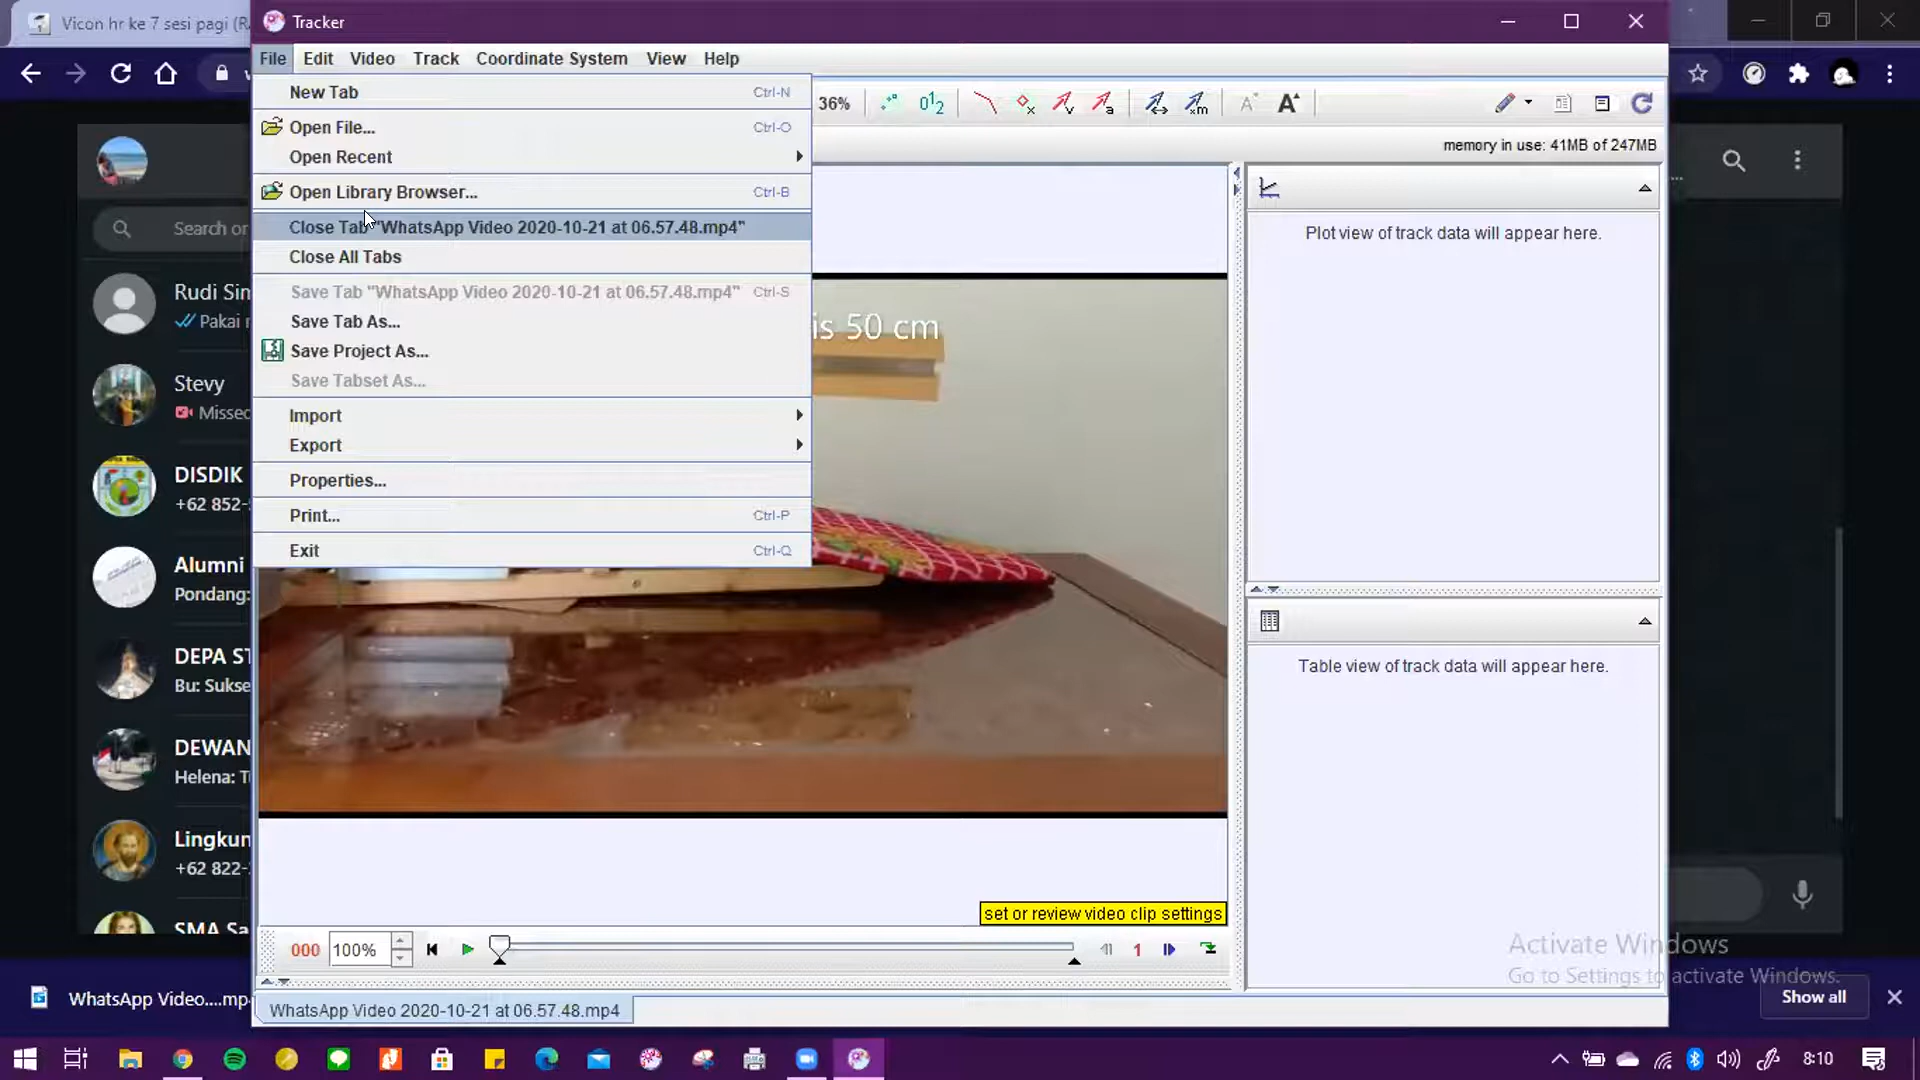 Vicon hr ke 7 sesi pagi (R
Tracker
File Edit Video Track Coordinate System View Help
New Tab Ctrl-N
Open File... Ctrl-O
Open Recent
Open Library Browser... Ctrl-B
Close Tab "WhatsApp Video 2020-10-21 at 06.57.48.mp4"
Close All Tabs
Save Tab "WhatsApp Video 2020-10-21 at 06.57.48.mp4" Ctrl-S
Save Tab As...
Save Project As...
Save Tabset As...
Import
Export
Properties...
Print... Ctrl-P
Exit Ctrl-Q
36%
memory in use: 41MB of 247MB
Plot view of track data will appear here.
Table view of track data will appear here.
is 50 cm
Search or
Rudi Sim
Pakai
Stevy
Missed
DISDIK
+62 852-
Alumni
Pondang:
DEPA ST
Bu: Sukse
DEWAN
Helena: T
Lingkun
+62 822-
SMA Sa
set or review video clip settings
000 100% 1
WhatsApp Video 2020-10-21 at 06.57.48.mp4
Activate Windows
Go to Settings to activate Windows.
WhatsApp Video....mp
Show all
8:10